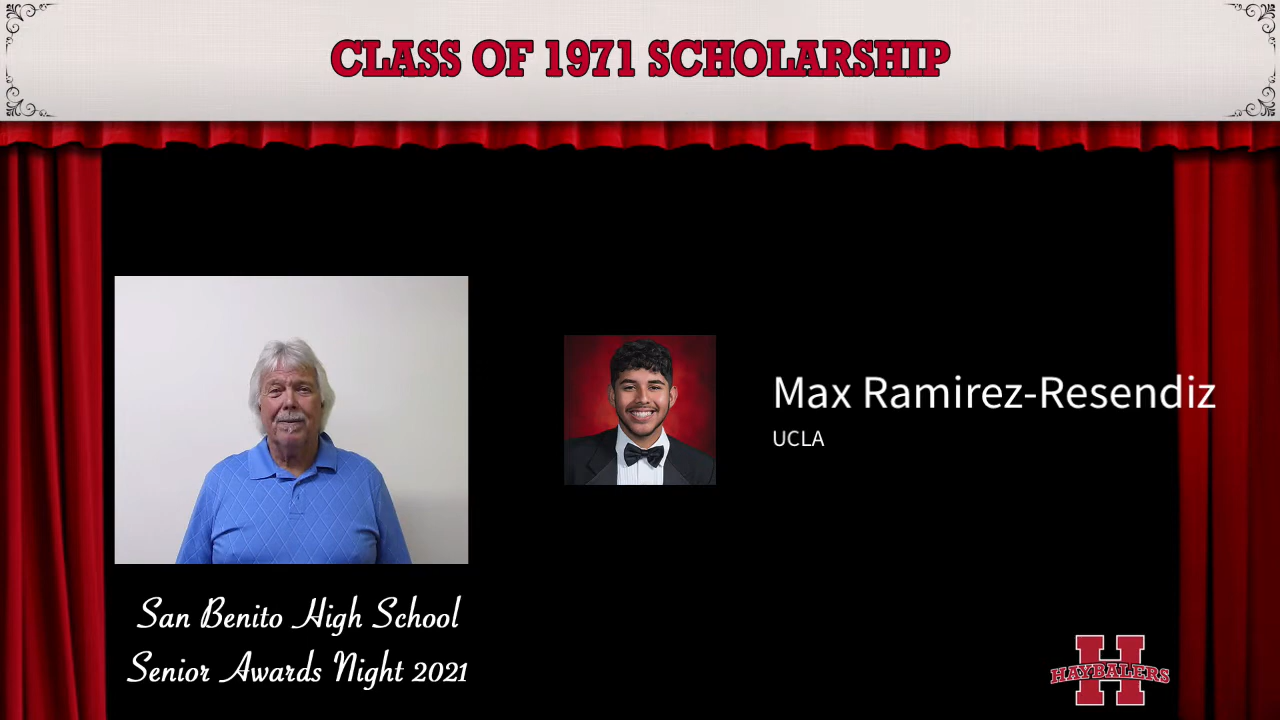 CLASS OF 1971 SCHOLARSHIP
Max Ramirez-Resendiz
UCLA
San Benito High School
Senior Awards Night 2021
H
HAYBALERS